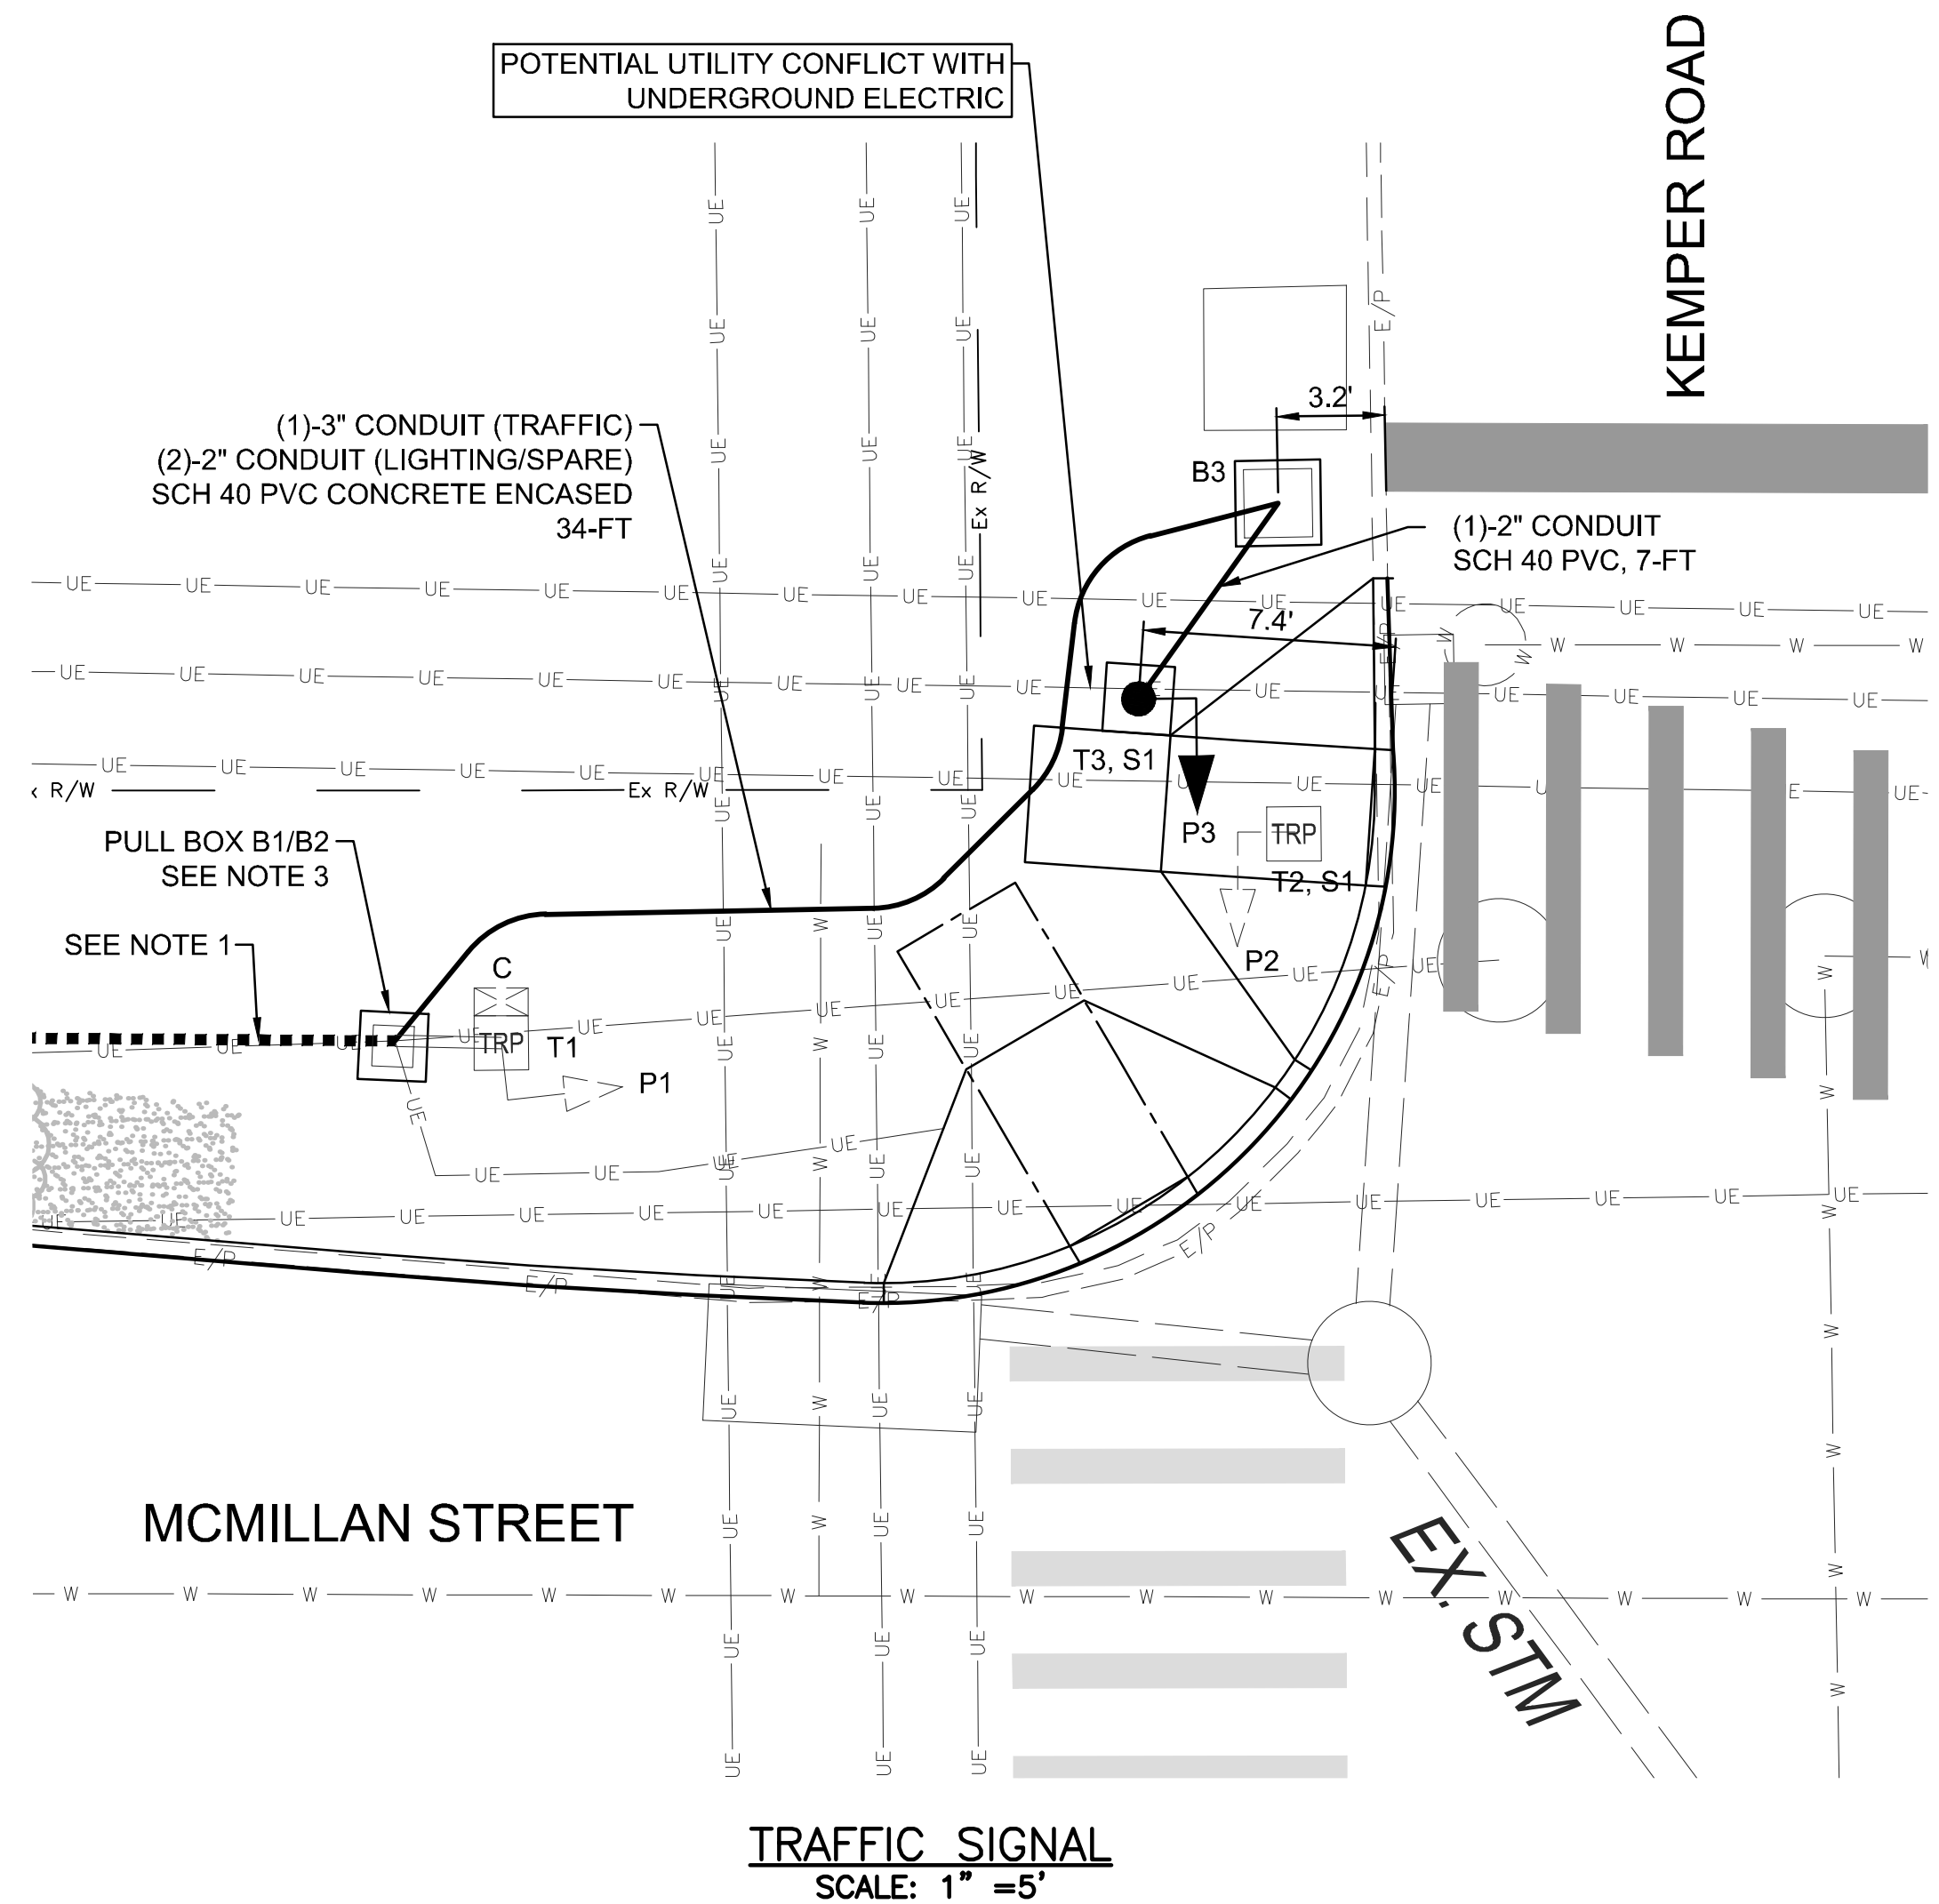 POTENTIAL UTILITY CONFLICT WITH
UNDERGROUND ELECTRIC
KEMPER ROAD
(1)-3" CONDUIT (TRAFFIC)
(2)-2" CONDUIT (LIGHTING/SPARE)
SCH 40 PVC CONCRETE ENCASED
34-FT
3.2'
B3
E/P
Ex R/W
(1)-2" CONDUIT
SCH 40 PVC, 7-FT
7.4'
UE
W
T3, S1
P3
TRP
T2, S1
P2
R/W
Ex R/W
PULL BOX B1/B2
SEE NOTE 3
SEE NOTE 1
C
TRP
T1
P1
E/P
E/P
E/P
E/P
E/P
MCMILLAN STREET
EX. STM
TRAFFIC SIGNAL
SCALE: 1" =5'